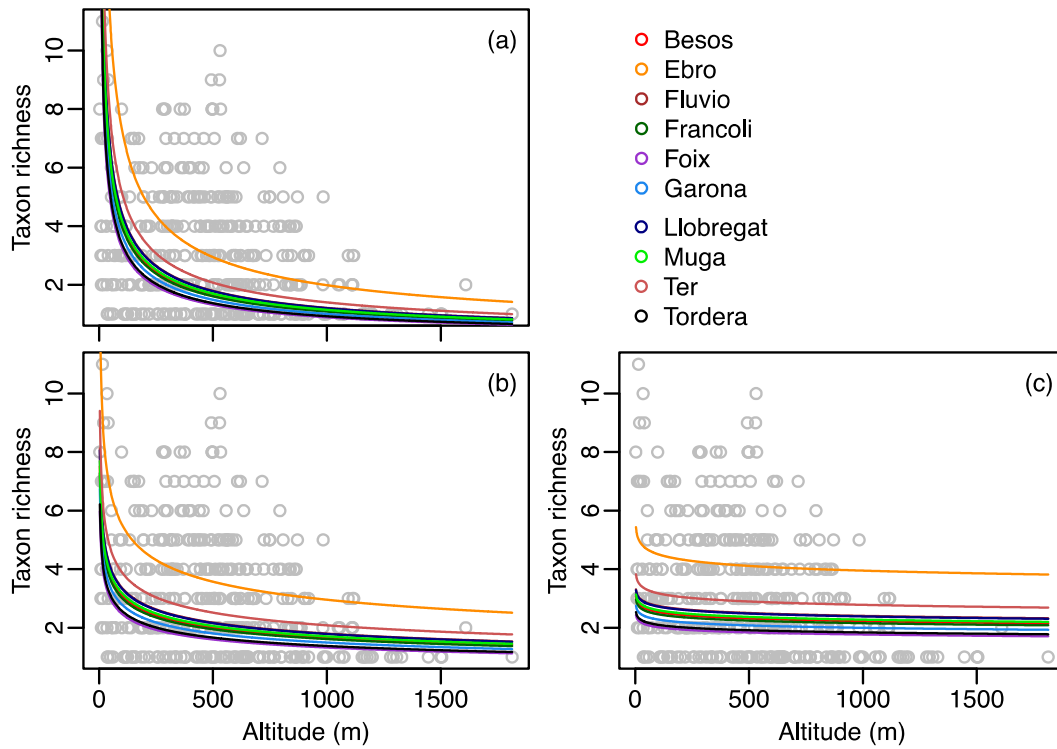 (a)
Taxon richness
10
8
6
4
2
Besos
Ebro
Fluvio
Francoli
Foix
Garona
Llobregat
Muga
Ter
Tordera
(b)
Taxon richness
10
8
6
4
2
0 500 1000 1500
Altitude (m)
(c)
Taxon richness
10
8
6
4
2
0 500 1000 1500
Altitude (m)